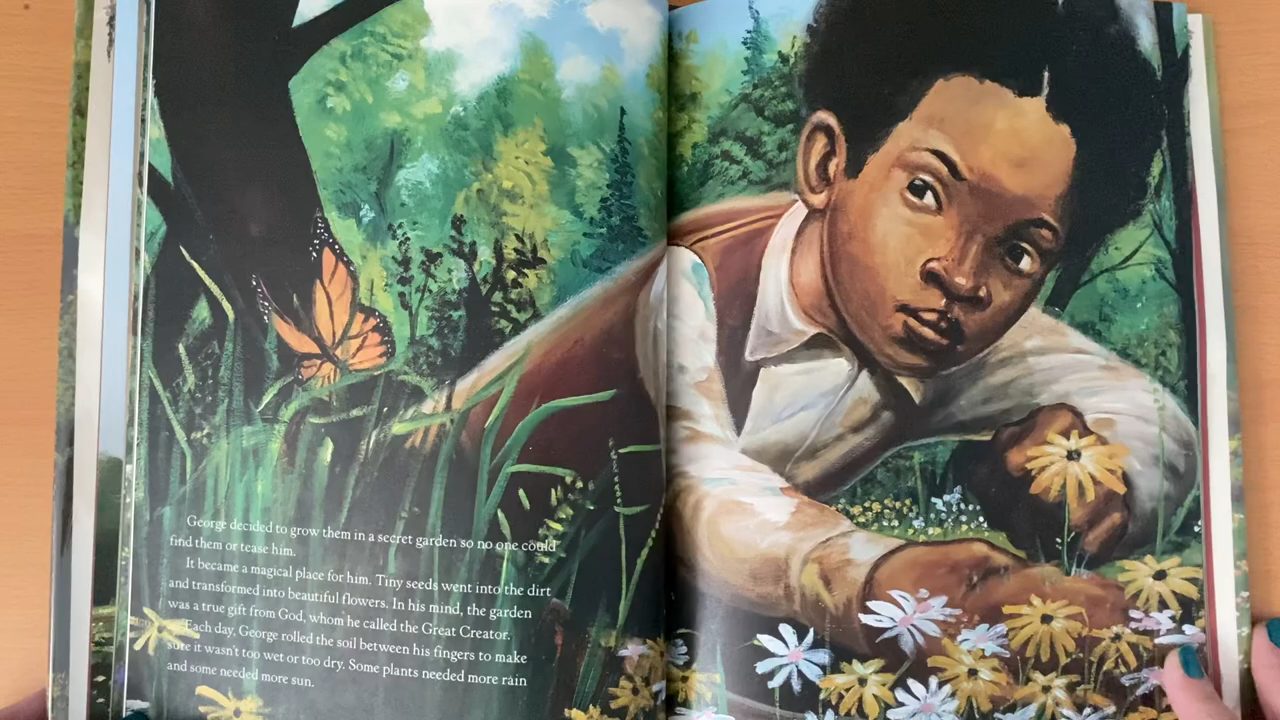 George decided to grow them in a secret garden so no one could
find them or tease him.
It became a magical place for him. Tiny seeds went into the dirt
and transformed into beautiful flowers. In his mind, the garden
was a true gift from God, whom he called the Great Creator.
Each day, George rolled the soil between his fingers to make
sure it wasn't too wet or too dry. Some plants needed more rain
and some needed more sun.